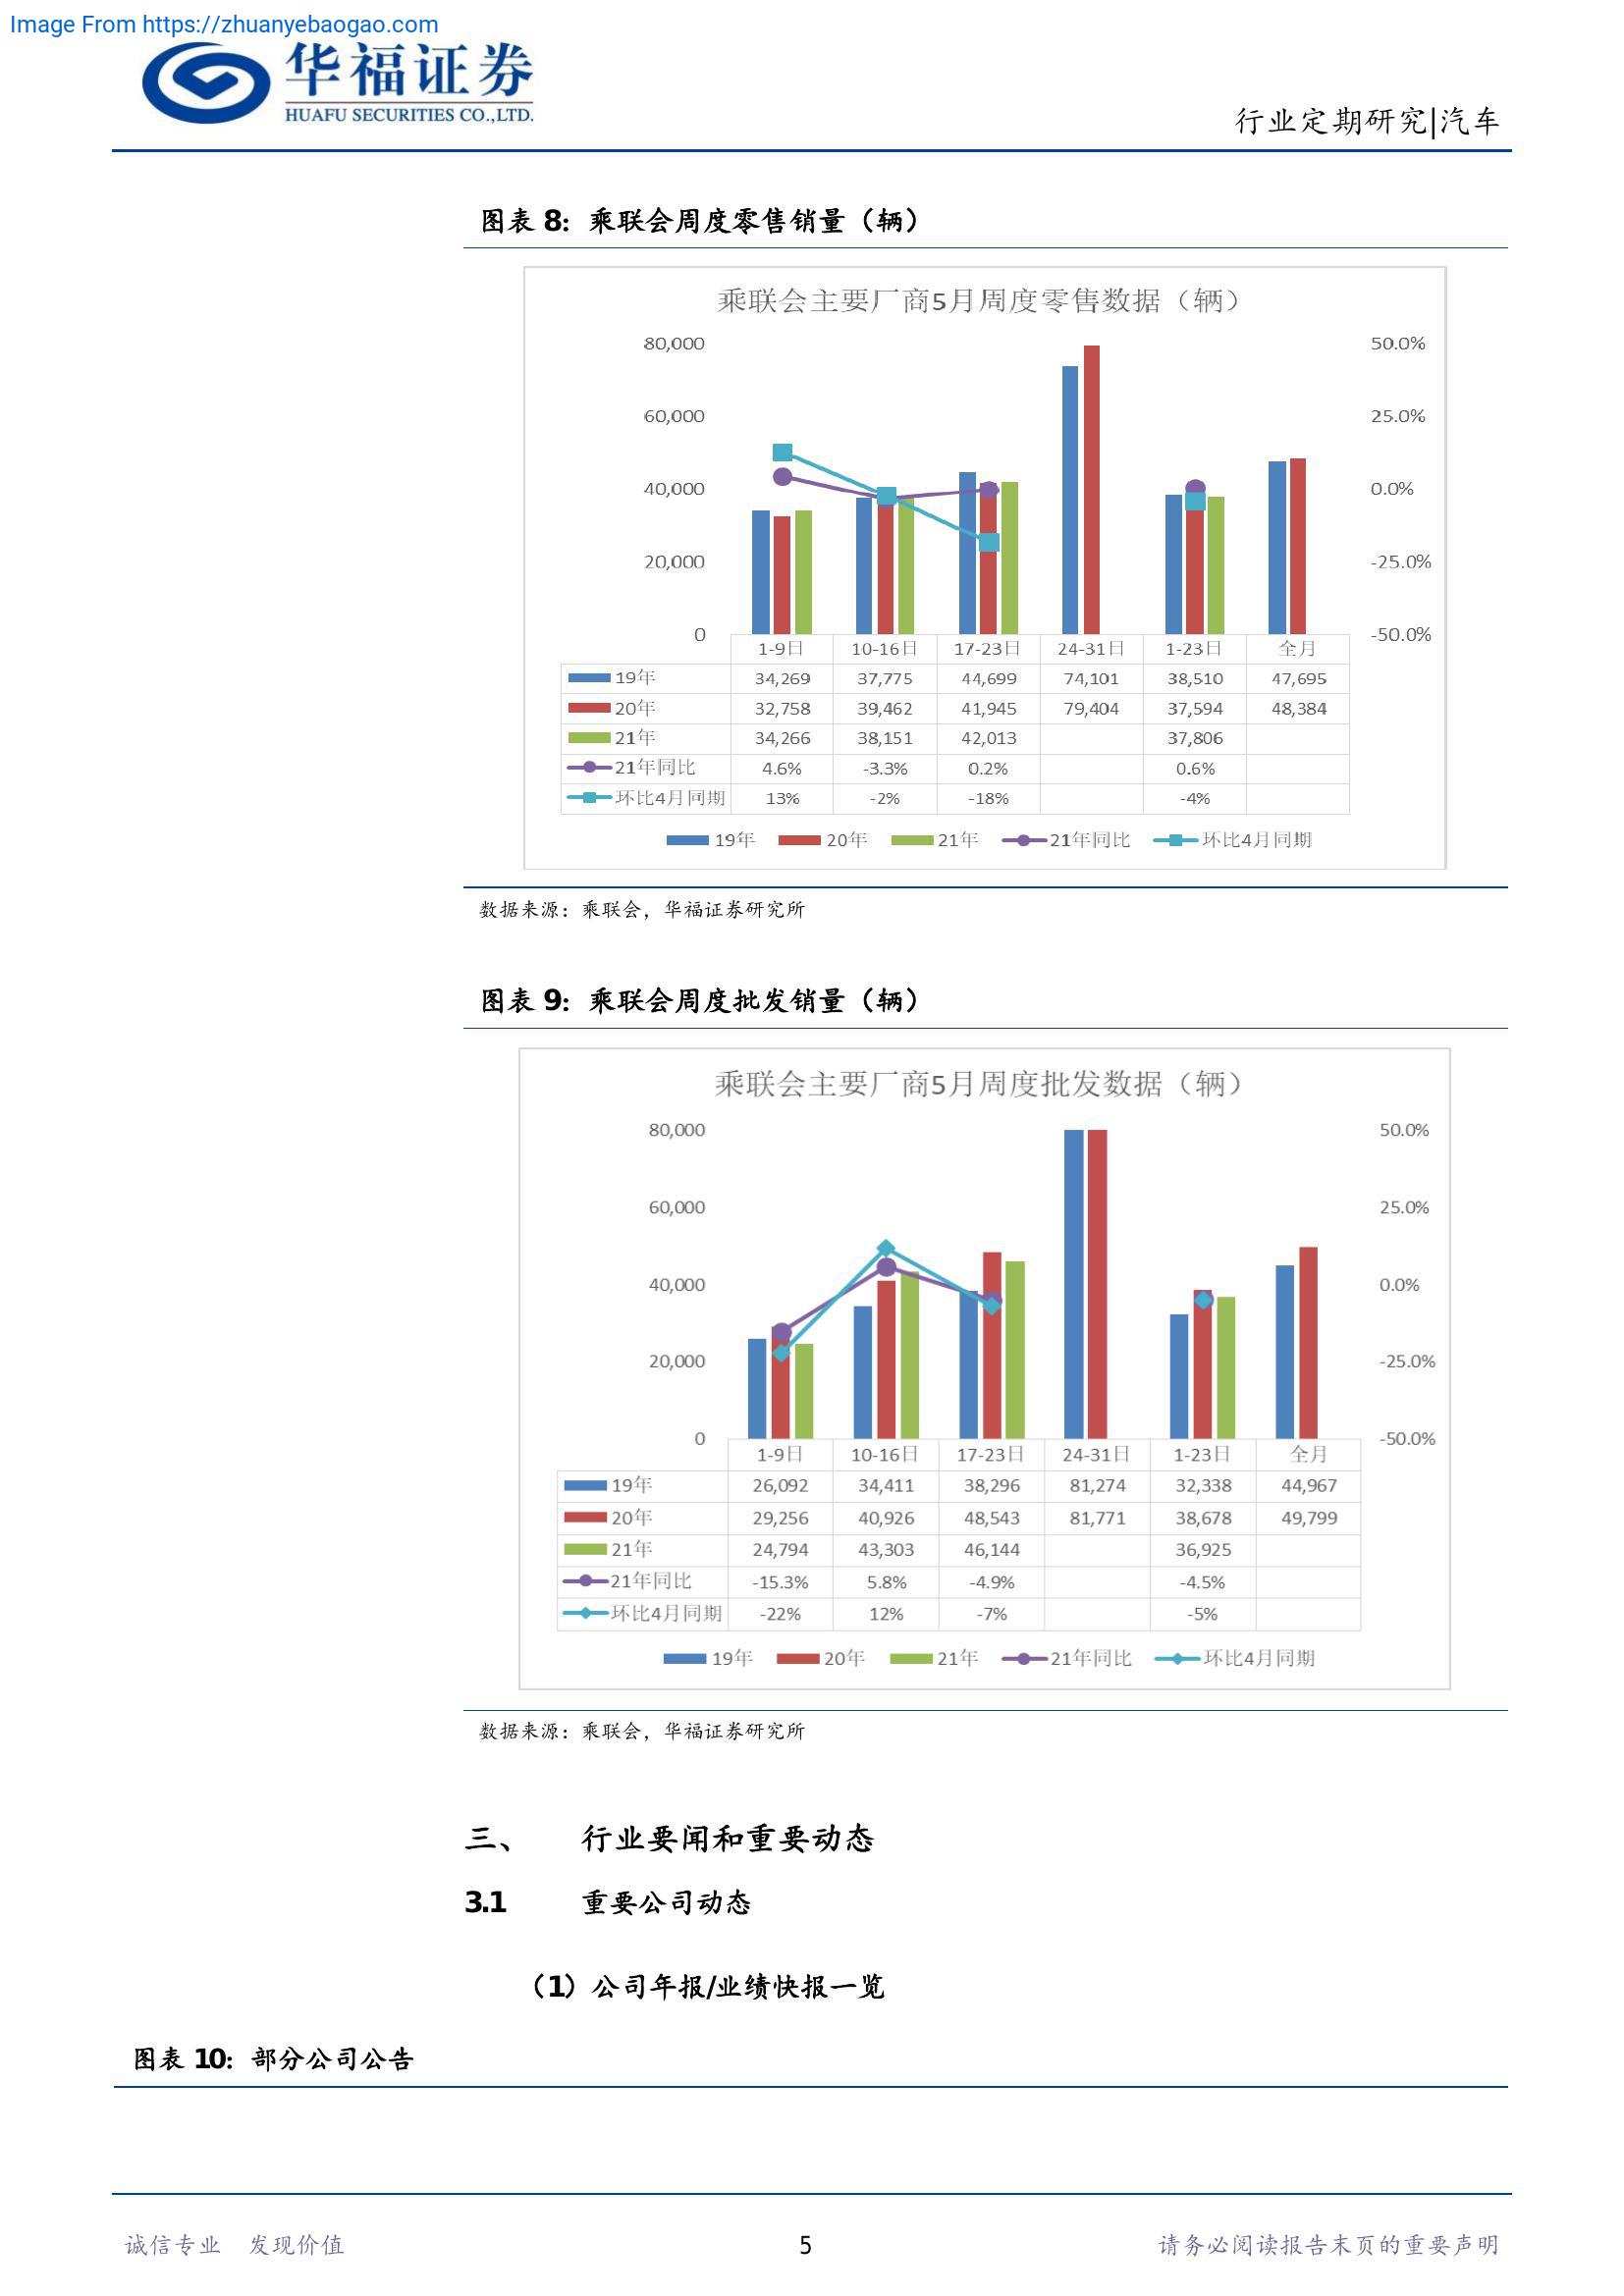 Image From https://zhuanyebaogao.com
华福证券
HUAFU SECURITIES CO.,LTD.
行业定期研究|汽车
图表 8：乘联会周度零售销量（辆）
乘联会主要厂商5月周度零售数据（辆）
80,000 50.0%
60,000 25.0%
40,000 0.0%
20,000 -25.0%
0 -50.0%
1-9日 10-16日 17-23日 24-31日 1-23日 全月
19年 34,269 37,775 44,699 74,101 38,510 47,695
20年 32,758 39,462 41,945 79,404 37,594 48,384
21年 34,266 38,151 42,013 37,806
21年同比 4.6% -3.3% 0.2% 0.6%
环比4月同期 13% -2% -18% -4%
19年 20年 21年 21年同比 环比4月同期
数据来源：乘联会，华福证券研究所
图表 9：乘联会周度批发销量（辆）
乘联会主要厂商5月周度批发数据（辆）
80,000 50.0%
60,000 25.0%
40,000 0.0%
20,000 -25.0%
0 -50.0%
1-9日 10-16日 17-23日 24-31日 1-23日 全月
19年 26,092 34,411 38,296 81,274 32,338 44,967
20年 29,256 40,926 48,543 81,771 38,678 49,799
21年 24,794 43,303 46,144 36,925
21年同比 -15.3% 5.8% -4.9% -4.5%
环比4月同期 -22% 12% -7% -5%
19年 20年 21年 21年同比 环比4月同期
数据来源：乘联会，华福证券研究所
三、 行业要闻和重要动态
3.1 重要公司动态
（1）公司年报/业绩快报一览
图表 10：部分公司公告
诚信专业 发现价值 5 请务必阅读报告末页的重要声明